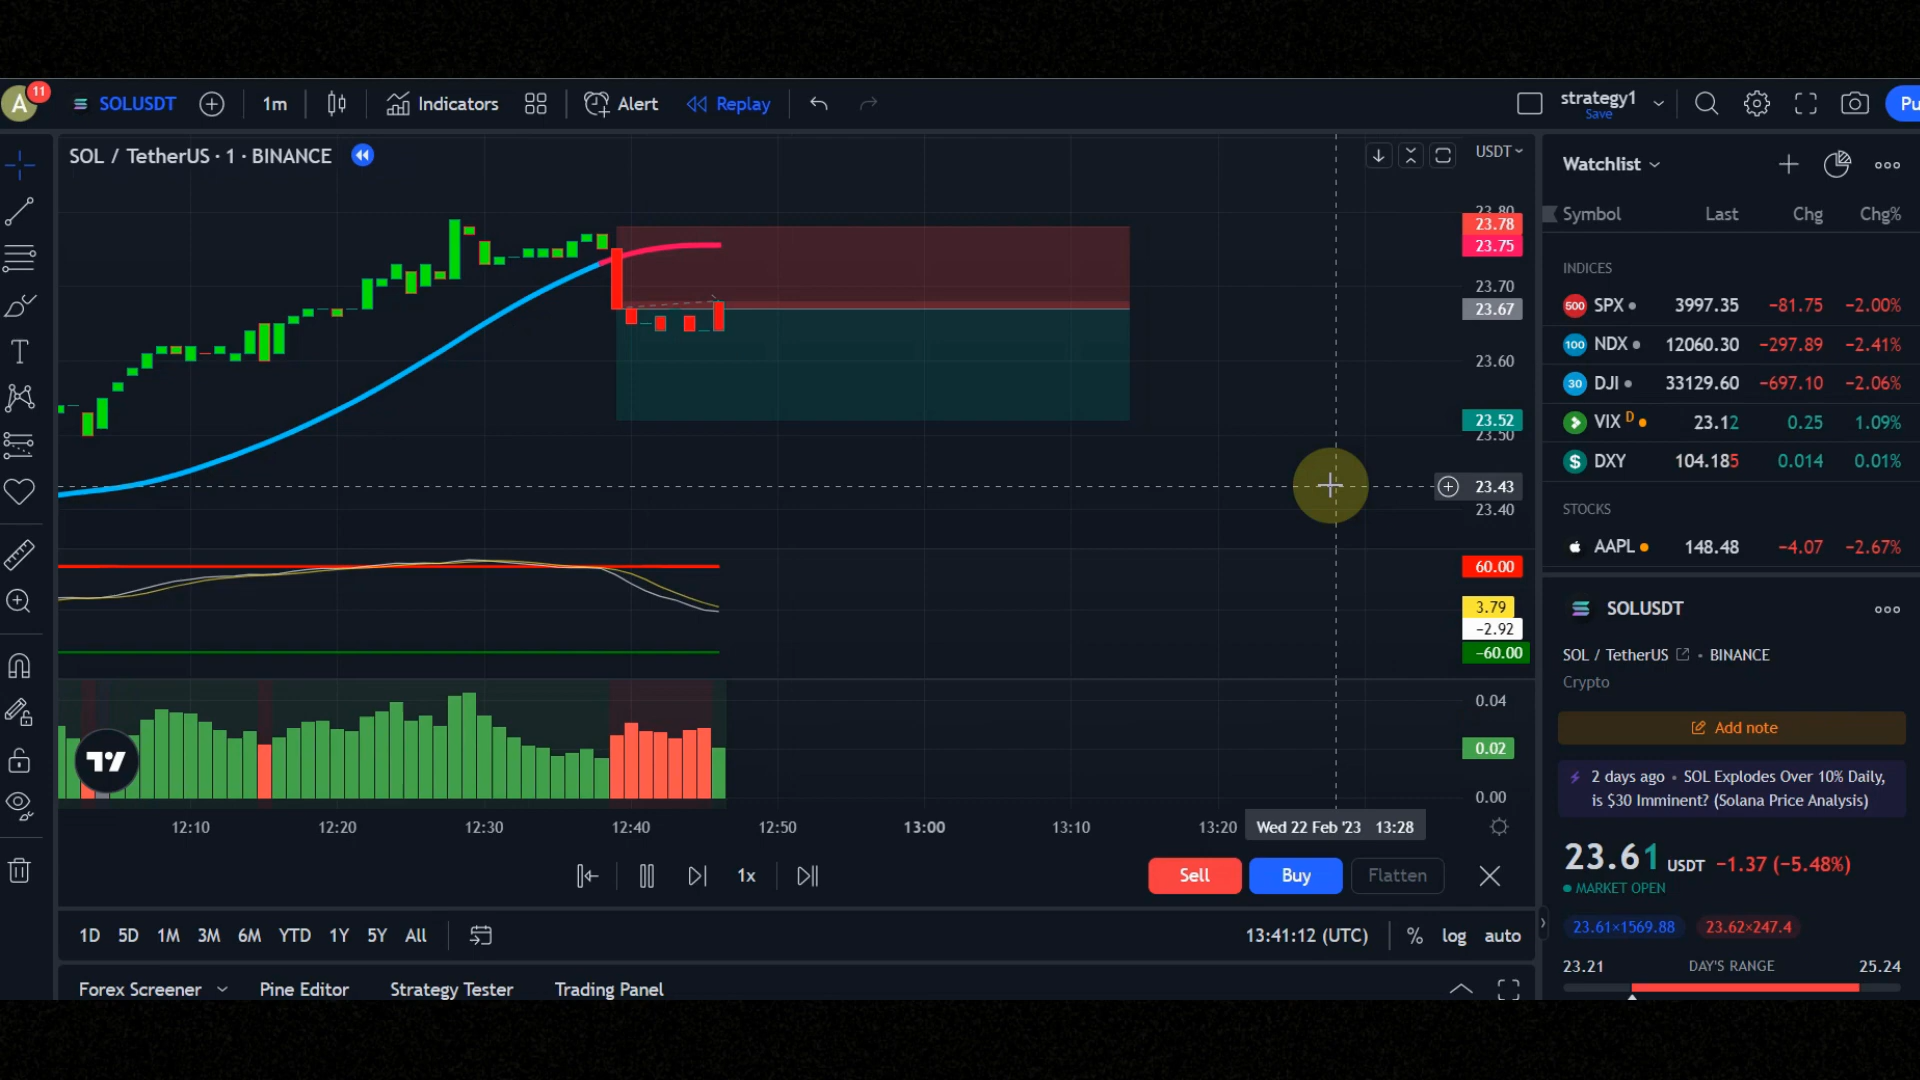 A 11 SOLUSDT 1m Indicators Alert Replay strategy1 Save Pu
SOL / TetherUS · 1 · BINANCE
USDT
23.80
23.78
23.75
23.70
23.67
23.60
23.52
23.50
23.43
23.40
60.00
3.79
−2.92
−60.00
0.04
0.02
0.00
12:10 12:20 12:30 12:40 12:50 13:00 13:10 13:20 Wed 22 Feb '23 13:28
1x Sell Buy Flatten
1D 5D 1M 3M 6M YTD 1Y 5Y All 13:41:12 (UTC) % log auto
Forex Screener Pine Editor Strategy Tester Trading Panel
Watchlist
Symbol Last Chg Chg%
INDICES
500 SPX 3997.35 −81.75 −2.00%
100 NDX 12060.30 −297.89 −2.41%
30 DJI 33129.60 −697.10 −2.06%
VIX D 23.12 0.25 1.09%
$ DXY 104.185 0.014 0.01%
STOCKS
AAPL 148.48 −4.07 −2.67%
SOLUSDT
SOL / TetherUS • BINANCE
Crypto
Add note
2 days ago • SOL Explodes Over 10% Daily,
is $30 Imminent? (Solana Price Analysis)
23.61 USDT −1.37 (−5.48%)
MARKET OPEN
23.61×1569.88 23.62×247.4
23.21 DAY'S RANGE 25.24